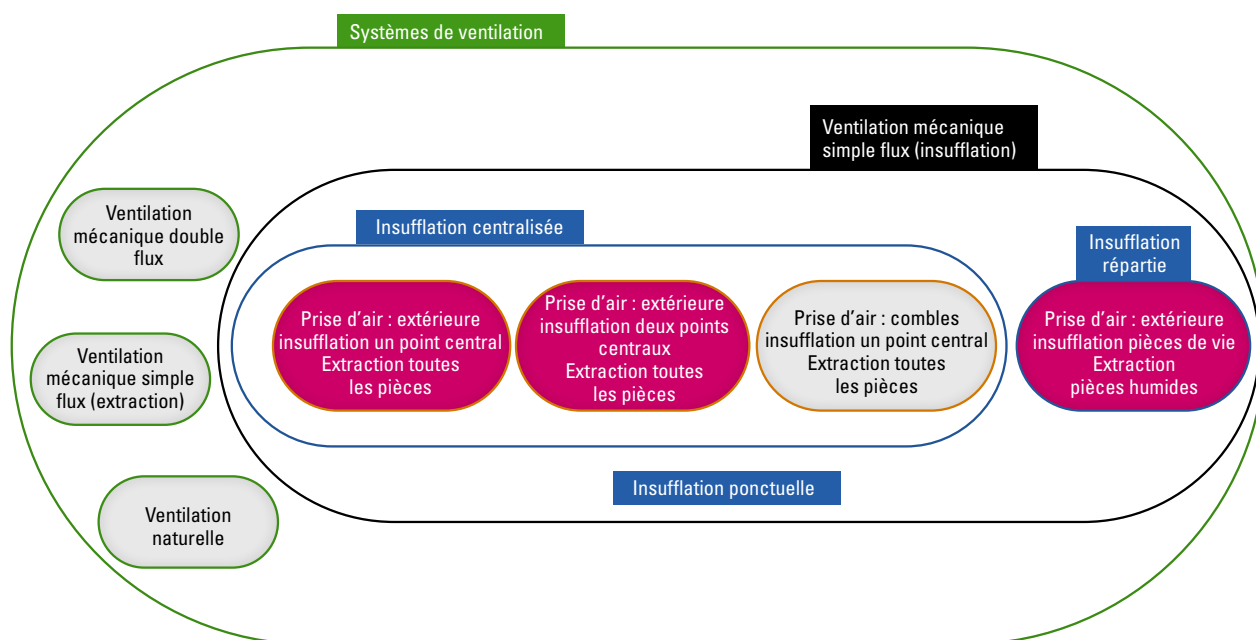 Systèmes de ventilation
Ventilation mécanique
simple flux (insufflation)
Ventilation
mécanique double
flux
Insufflation centralisée
Insufflation
répartie
Prise d'air : extérieure
insufflation un point central
Extraction toutes
les pièces
Prise d'air : extérieure
insufflation deux points
centraux
Extraction toutes
les pièces
Prise d'air : combles
insufflation un point central
Extraction toutes
les pièces
Prise d'air : extérieure
insufflation pièces de vie
Extraction
pièces humides
Ventilation
mécanique simple
flux (extraction)
Insufflation ponctuelle
Ventilation
naturelle